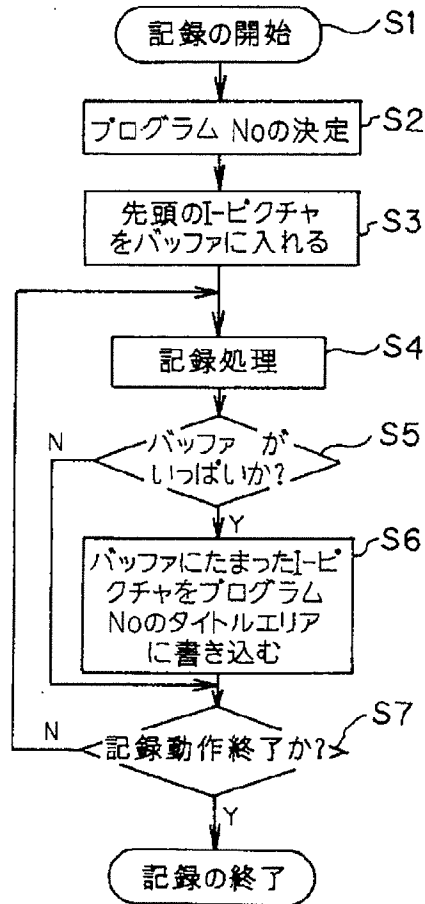 記録の開始
S1
プログラム Noの決定
S2
先頭のI-ピクチャ
をバッファに入れる
S3
記録処理
S4
バッファ が
いっぱいか?
S5
N
Y
バッファにたまったI-ピ
クチャをプログラム
Noのタイトルエリア
に書き込む
S6
記録動作終了か?
S7
N
Y
記録の終了